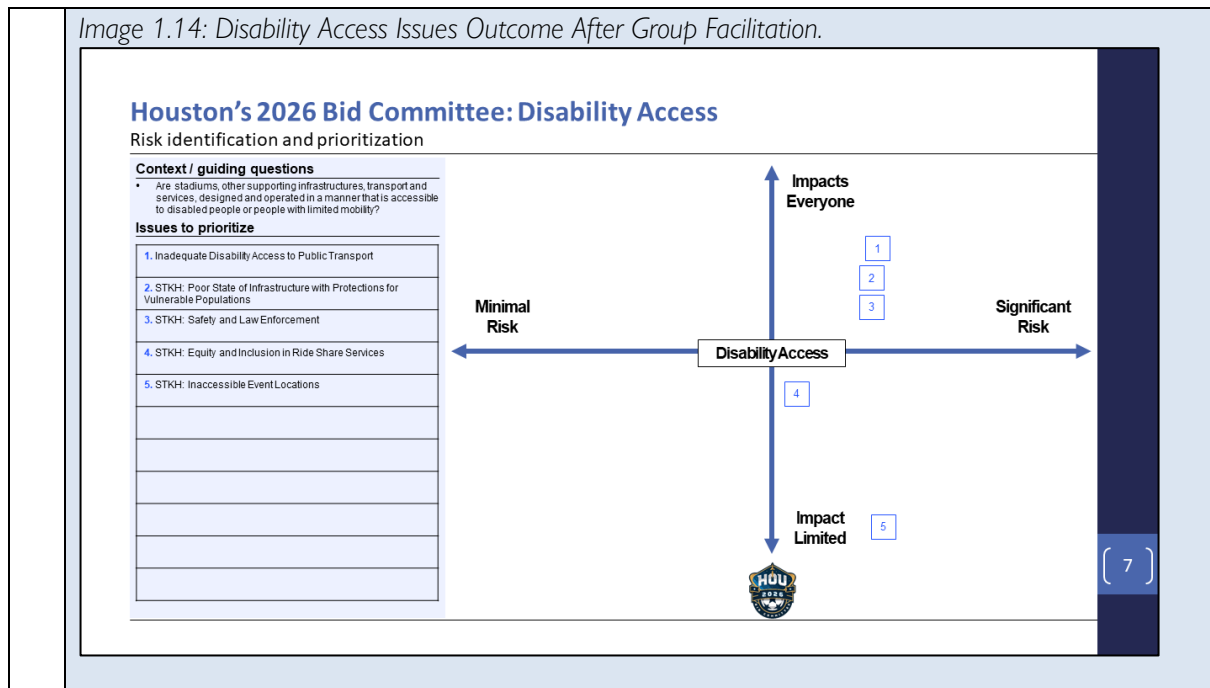 Image 1.14: Disability Access Issues Outcome After Group Facilitation.
Houston's 2026 Bid Committee: Disability Access
Risk identification and prioritization
Context / guiding questions
▪ Are stadiums, other supporting infrastructures, transport and
services, designed and operated in a manner that is accessible
to disabled people or people with limited mobility?
Issues to prioritize
1. Inadequate Disability Access to Public Transport
2. STKH: Poor State of Infrastructure with Protections for
Vulnerable Populations
3. STKH: Safety and Law Enforcement
4. STKH: Equity and Inclusion in Ride Share Services
5. STKH: Inaccessible Event Locations
Impacts
Everyone
1
2
3
Minimal
Risk
Significant
Risk
Disability Access
4
Impact
Limited
5
HOU
2026
7